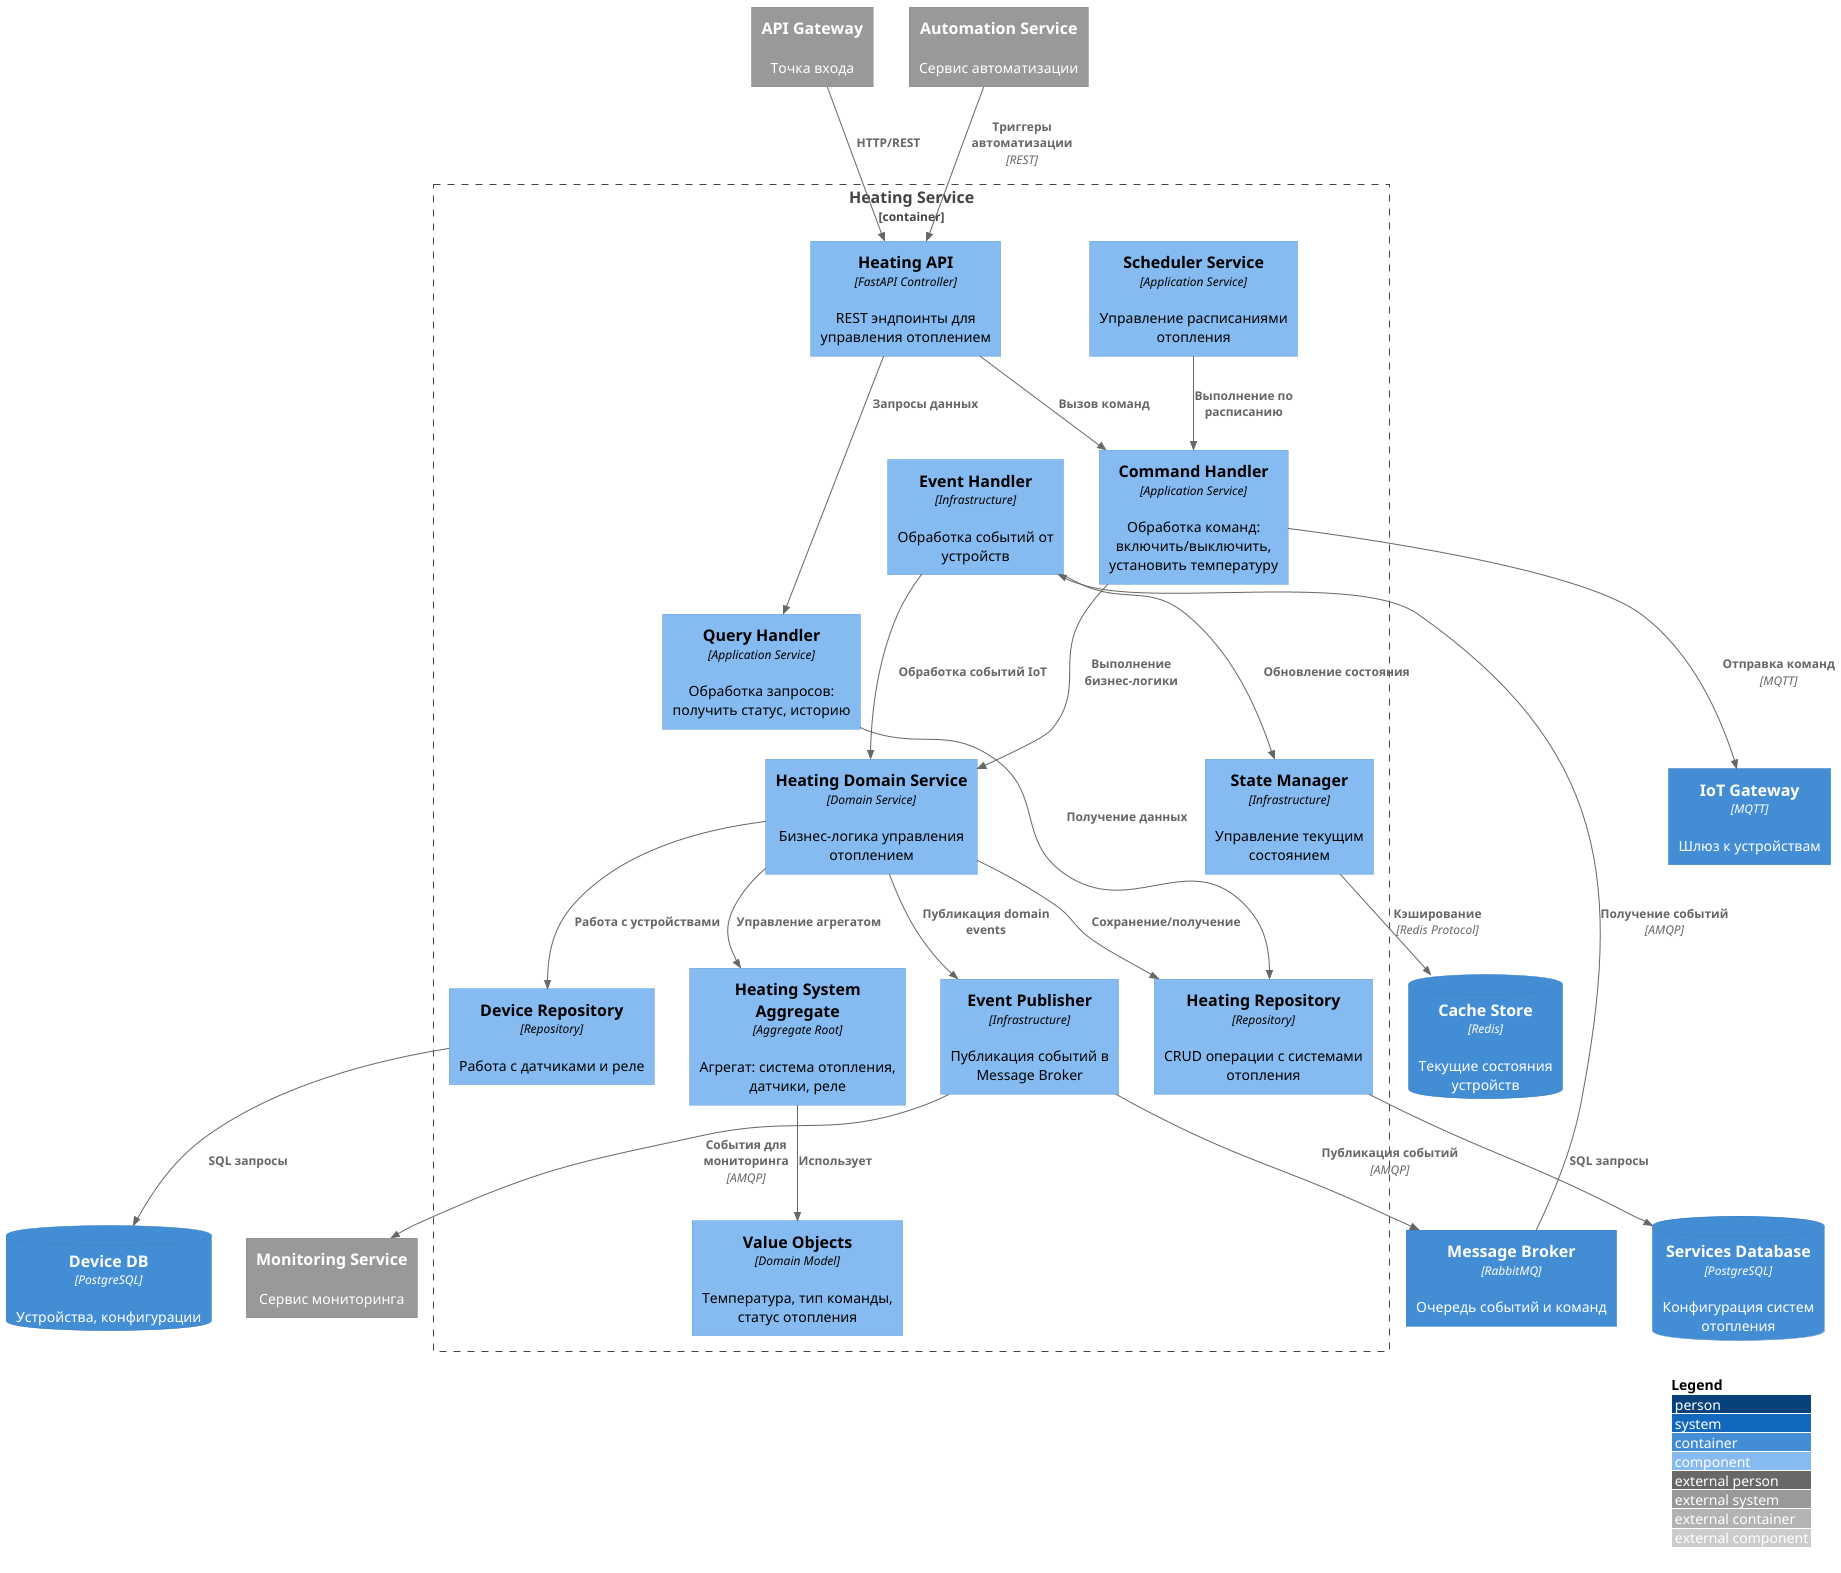 API Gateway
Точка входа
Automation Service
Сервис автоматизации
HTTP/REST
Триггеры
автоматизации
[REST]
Heating Service
[container]
Heating API
[FastAPI Controller]
REST эндпоинты для
управления отоплением
Scheduler Service
[Application Service]
Управление расписаниями
отопления
Запросы данных
Вызов команд
Выполнение по
расписанию
Event Handler
[Infrastructure]
Обработка событий от
устройств
Command Handler
[Application Service]
Обработка команд:
включить/выключить,
установить температуру
Query Handler
[Application Service]
Обработка запросов:
получить статус, историю
Обработка событий IoT
Выполнение
бизнес-логики
Обновление состояния
Отправка команд
[MQTT]
Heating Domain Service
[Domain Service]
Бизнес-логика управления
отоплением
Получение данных
State Manager
[Infrastructure]
Управление текущим
состоянием
IoT Gateway
[MQTT]
Шлюз к устройствам
Работа с устройствами
Управление агрегатом
Публикация domain
events
Сохранение/получение
Кэширование
[Redis Protocol]
Получение событий
[AMQP]
Device Repository
[Repository]
Работа с датчиками и реле
Heating System
Aggregate
[Aggregate Root]
Агрегат: система отопления,
датчики, реле
Event Publisher
[Infrastructure]
Публикация событий в
Message Broker
Heating Repository
[Repository]
CRUD операции с системами
отопления
Cache Store
[Redis]
Текущие состояния
устройств
SQL запросы
События для
мониторинга
[AMQP]
Использует
Публикация событий
[AMQP]
SQL запросы
Device DB
[PostgreSQL]
Устройства, конфигурации
Monitoring Service
Сервис мониторинга
Value Objects
[Domain Model]
Температура, тип команды,
статус отопления
Message Broker
[RabbitMQ]
Очередь событий и команд
Services Database
[PostgreSQL]
Конфигурация систем
отопления
Legend
person
system
container
component
external person
external system
external container
external component